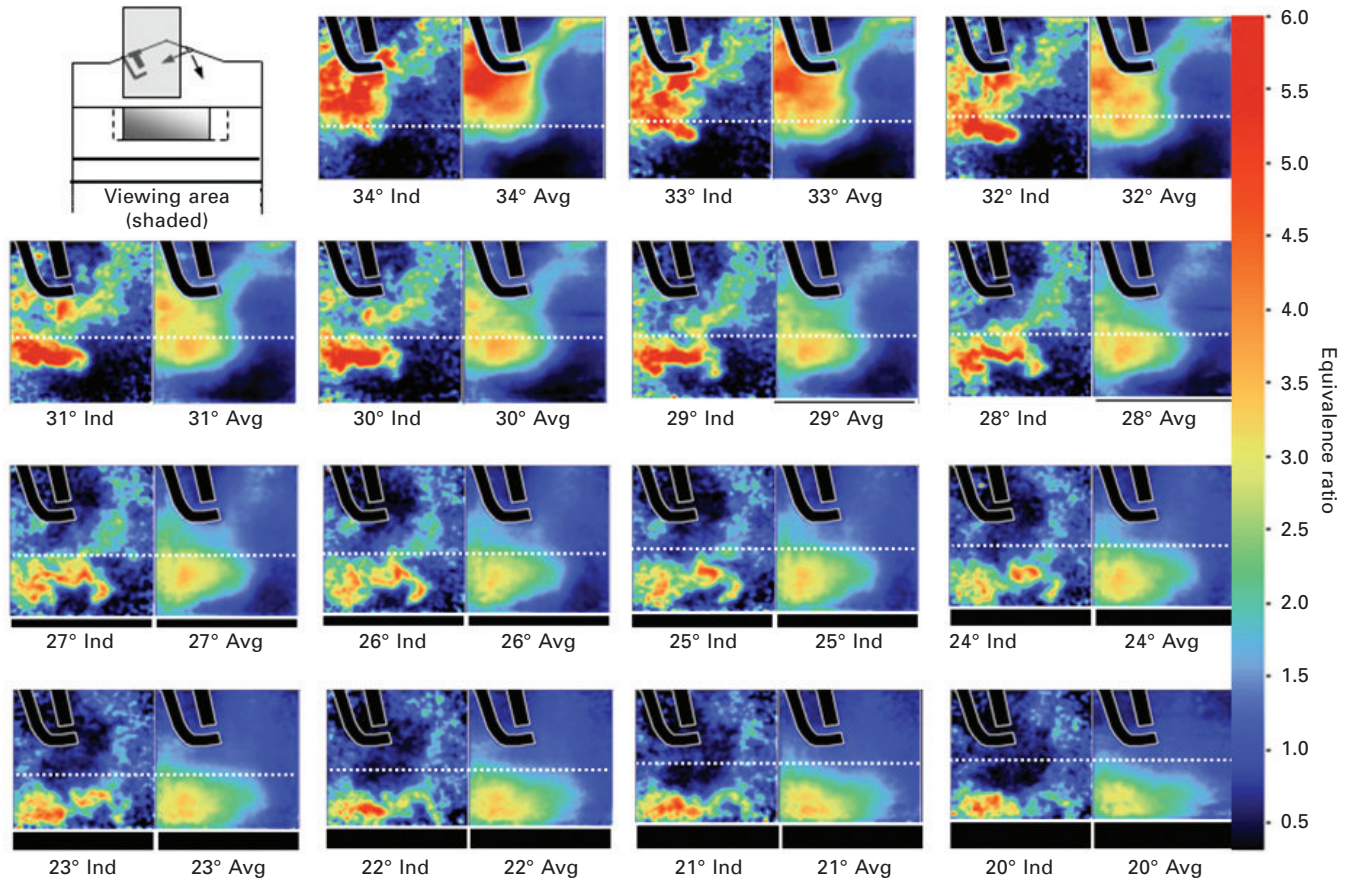 Viewing area
(shaded)
34° Ind 34° Avg
33° Ind 33° Avg
32° Ind 32° Avg
31° Ind 31° Avg
30° Ind 30° Avg
29° Ind 29° Avg
28° Ind 28° Avg
27° Ind 27° Avg
26° Ind 26° Avg
25° Ind 25° Ind
24° Ind 24° Avg
23° Ind 23° Avg
22° Ind 22° Avg
21° Ind 21° Avg
20° Ind 20° Avg
6.0
5.5
5.0
4.5
4.0
3.5
3.0
2.5
2.0
1.5
1.0
0.5
Equivalence ratio